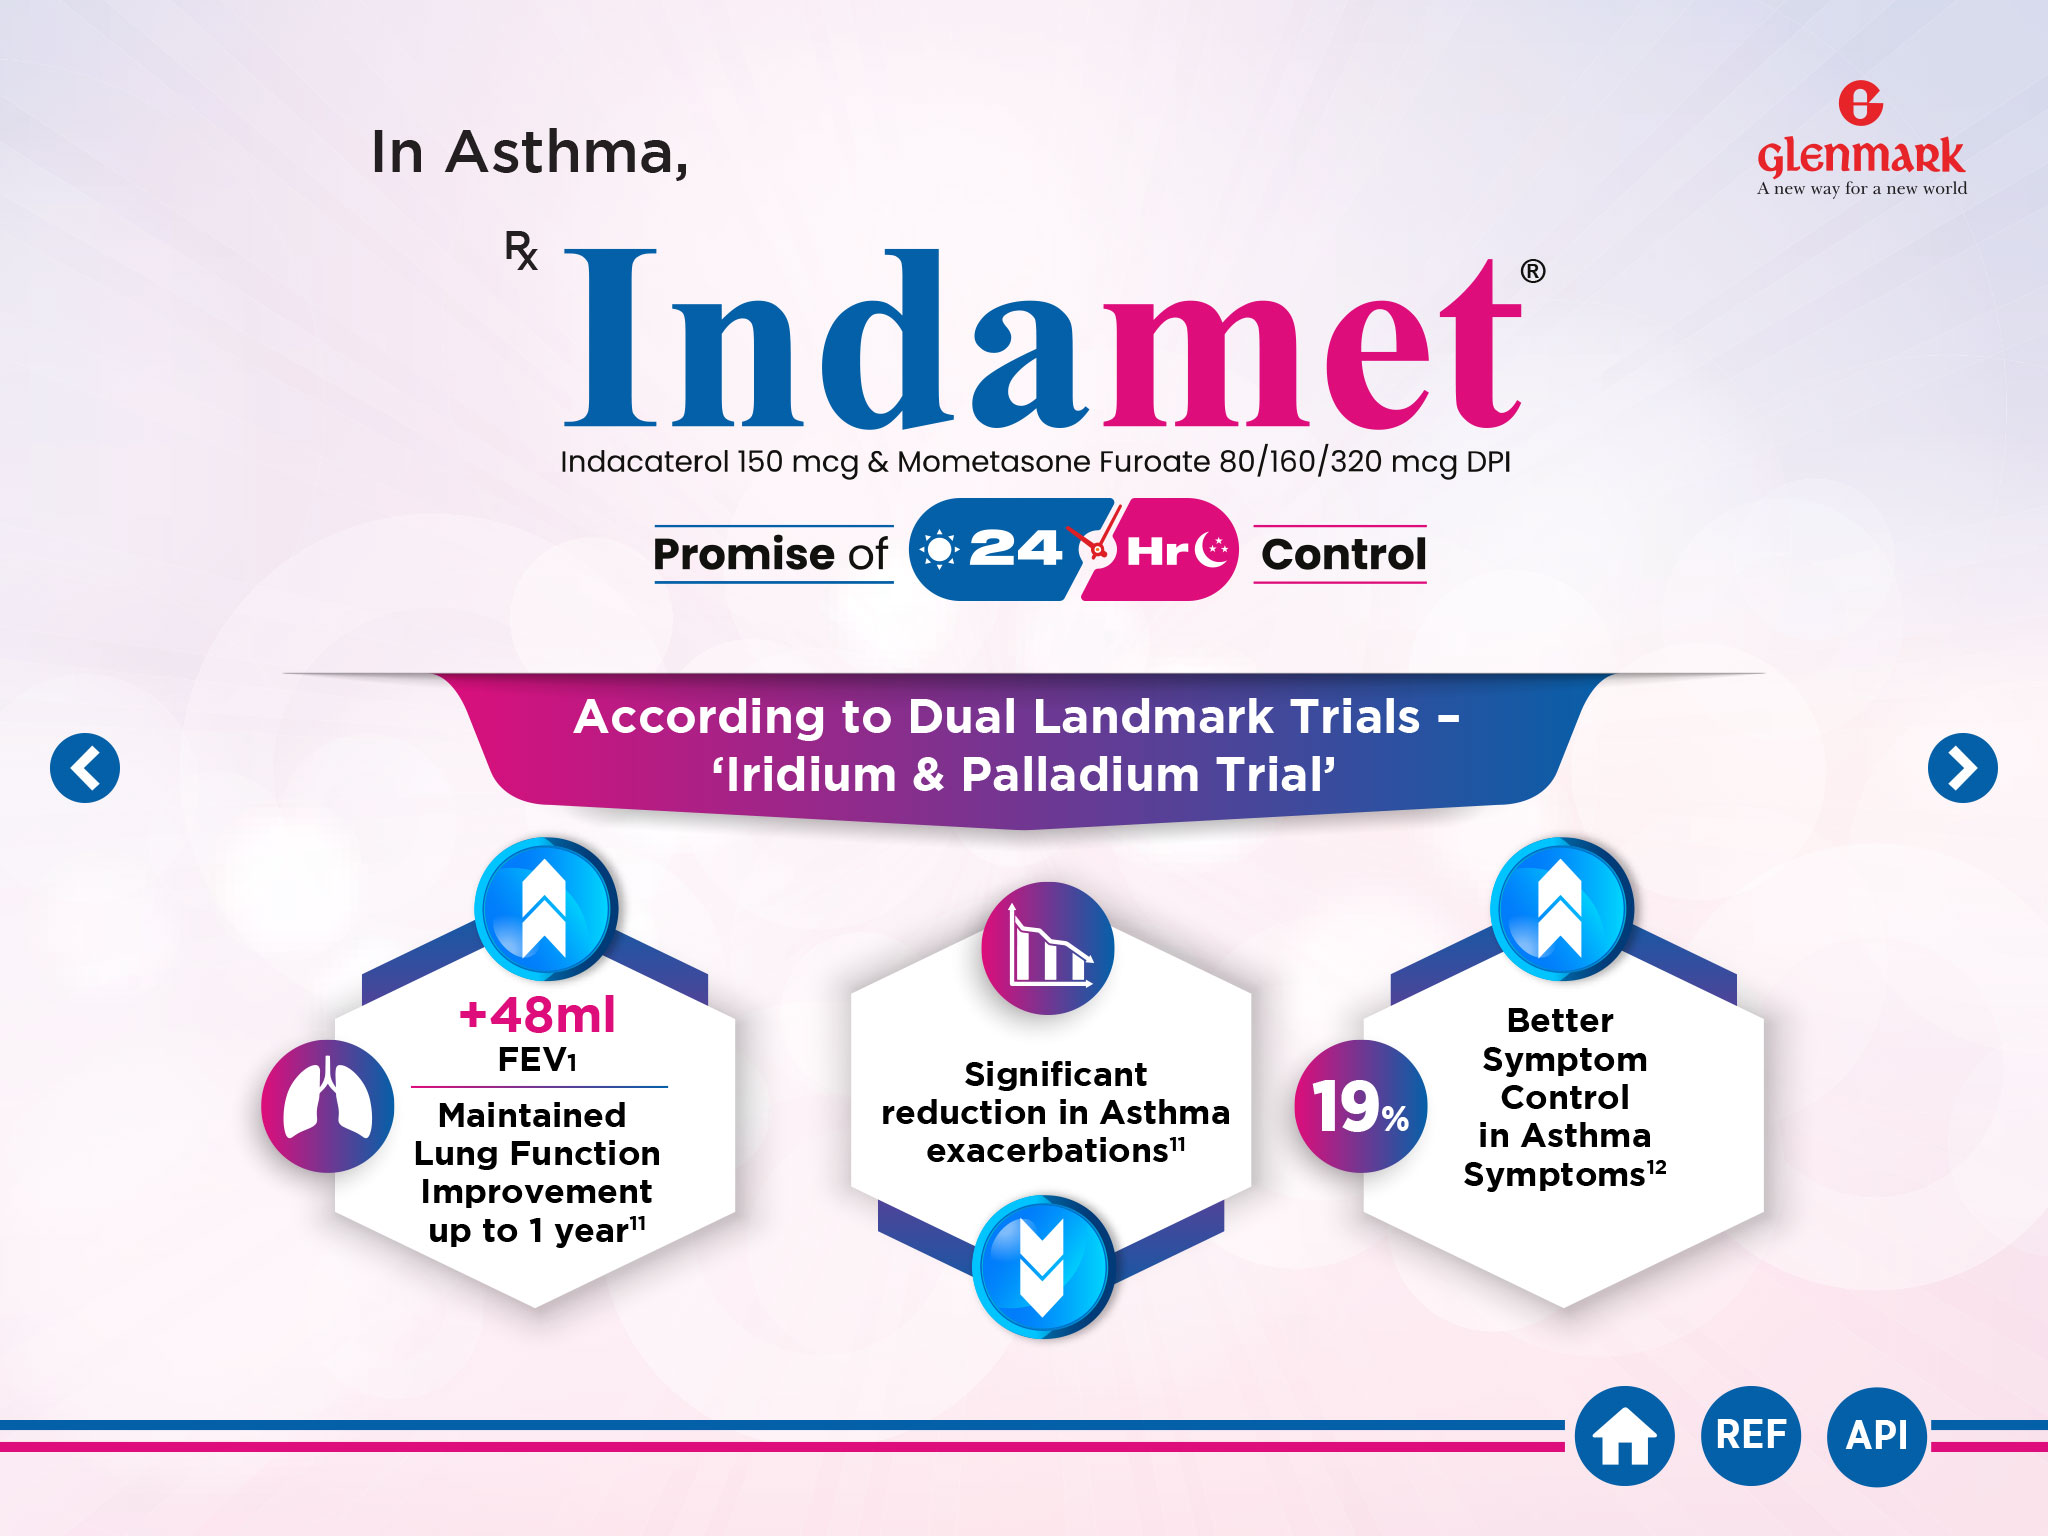 In Asthma,
glenmark
A new way for a new world
Rx Indamet®
Indacaterol 150 mcg & Mometasone Furoate 80/160/320 mcg DPI
Promise of 24 Hr Control
According to Dual Landmark Trials –
‘Iridium & Palladium Trial’
+48ml
FEV1
Maintained
Lung Function
Improvement
up to 1 year11
Significant
reduction in Asthma
exacerbations11
19%
Better
Symptom
Control
in Asthma
Symptoms12
REF
API